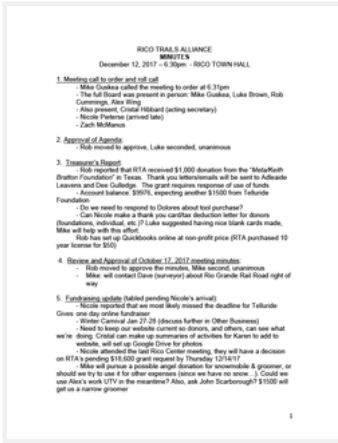 RICO TRAILS ALLIANCE
MINUTES
December 12, 2017 – 6:30pm - RICO TOWN HALL
1. Meeting call to order and roll call
- Mike Guskea called the meeting to order at 6:31pm
- The full Board was present in person: Mike Guskea, Luke Brown, Rob
Cummings, Alex Wing
- Also present, Cristal Hibbard (acting secretary)
- Nicole Pieterse (arrived late)
- Zach McManus
2. Approval of Agenda:
- Rob moved to approve, Luke seconded, unanimous
3. Treasurer's Report:
- Rob reported that RTA received $1,000 donation from the "Meta/Keith
Bratton Foundation" in Texas. Thank you letters/emails will be sent to Adleaide
Leavens and Dee Gulledge. The grant requires response of use of funds
- Account balance: $9976, expecting another $1500 from Telluride
Foundation
- Do we need to respond to Dolores about tool purchase?
- Can Nicole make a thank you card/tax deduction letter for donors
(foundations, individual, etc.)? Luke suggested having nice blank cards made,
Mike will help with this effort.
Rob has set up Quickbooks online at non-profit price (RTA purchased 10
year license for $50)
4. Review and Approval of October 17, 2017 meeting minutes:
- Rob moved to approve the minutes, Mike second, unanimous
- Mike: will contact Dave (surveyor) about Rio Grande Rail Road right of
way
5. Fundraising update (tabled pending Nicole's arrival):
- Nicole reported that we most likely missed the deadline for Telluride
Gives one day online fundraiser
- Winter Carnival Jan 27-28 (discuss further in Other Business)
- Need to keep our website current so donors, and others, can see what
we're doing. Cristal can make up summaries of activities for Karen to add to
website, will set up Google Drive for photos
- Nicole attended the last Rico Center meeting, they will have a decision
on RTA's pending $18,600 grant request by Thursday 12/14/17
- Mike will pursue a possible angel donation for snowmobile & groomer, or
should we try to use it for other expenses (since we have no snow…). Could we
use Alex's work UTV in the meantime? Also, ask John Scarborough? $1500 will
get us a narrow groomer